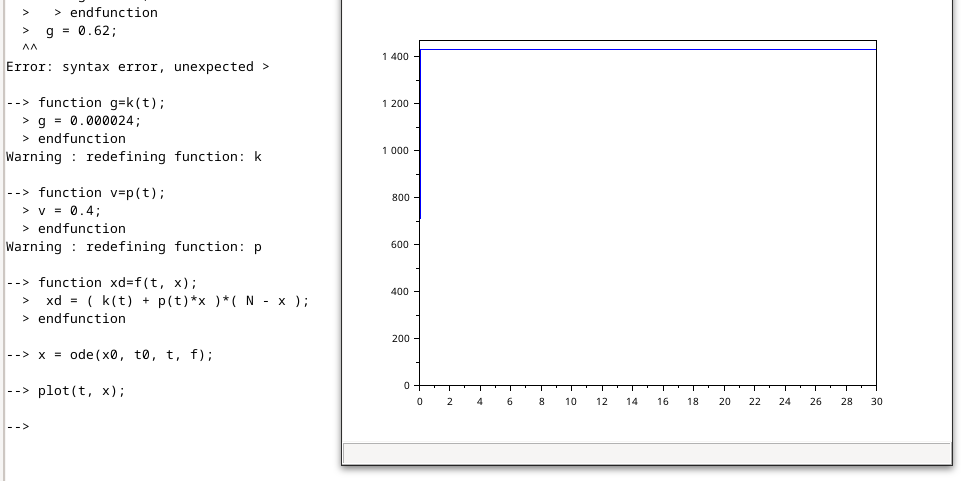 >   > endfunction
>  g = 0.62;
^^
Error: syntax error, unexpected >
--> function g=k(t);
> g = 0.000024;
> endfunction
Warning : redefining function: k
--> function v=p(t);
> v = 0.4;
> endfunction
Warning : redefining function: p
--> function xd=f(t, x);
>  xd = ( k(t) + p(t)*x )*( N - x );
> endfunction
--> x = ode(x0, t0, t, f);
--> plot(t, x);
-->
1 400
1 200
1 000
800
600
400
200
0
0 2 4 6 8 10 12 14 16 18 20 22 24 26 28 30